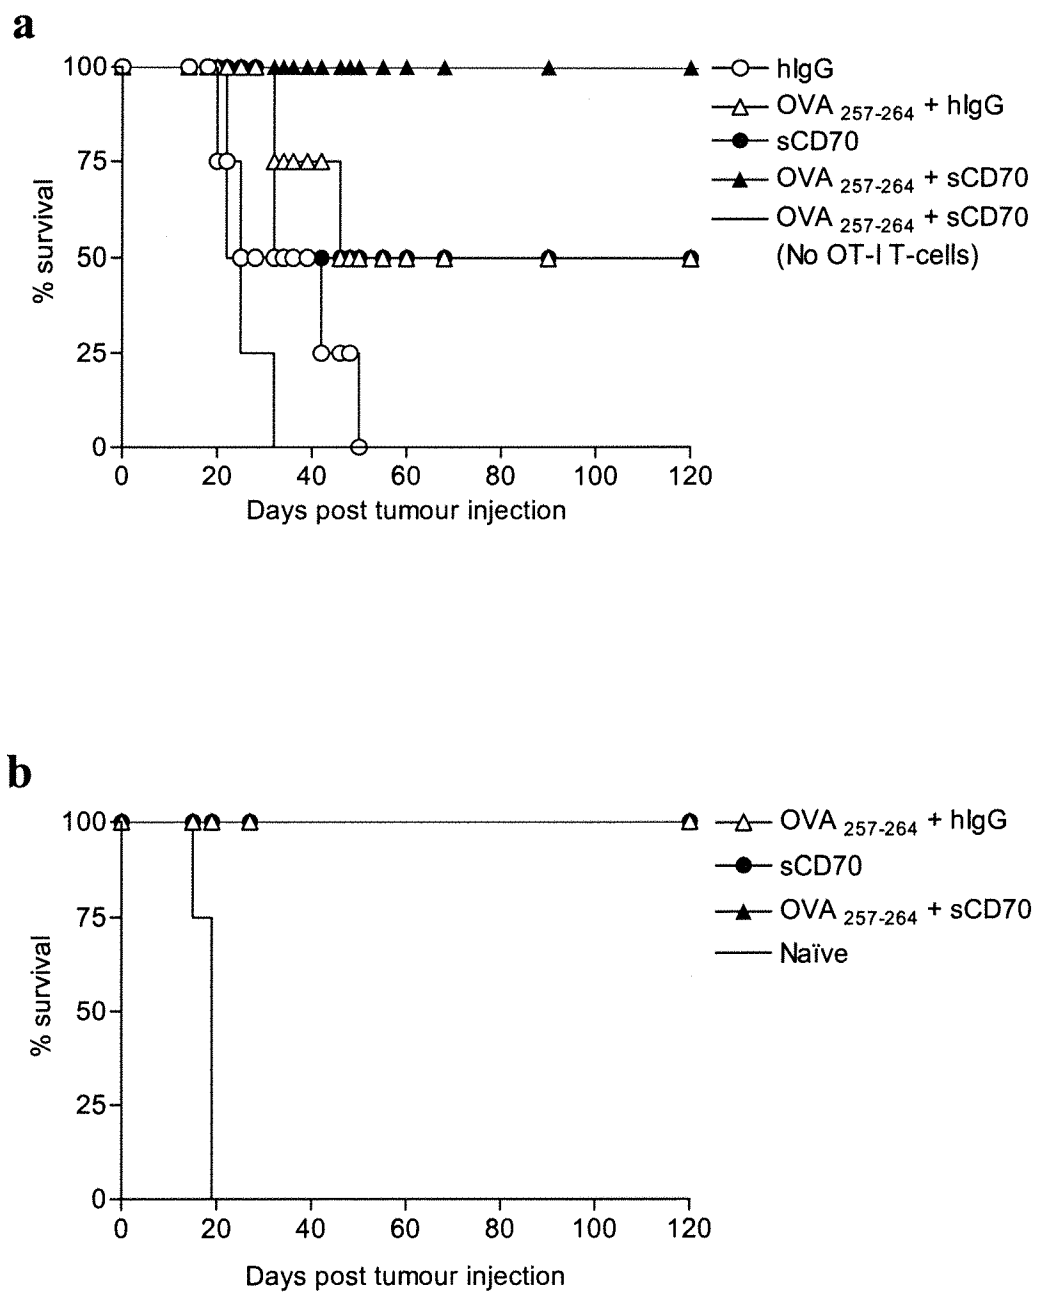 a
100
75
50
25
0
% survival
0 20 40 60 80 100 120
Days post tumour injection
hIgG
OVA 257-264 + hIgG
sCD70
OVA 257-264 + sCD70
OVA 257-264 + sCD70
(No OT-I T-cells)
b
100
75
50
25
0
% survival
0 20 40 60 80 100 120
Days post tumour injection
OVA 257-264 + hIgG
sCD70
OVA 257-264 + sCD70
Naïve